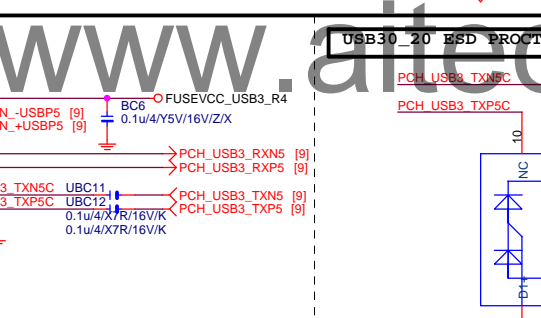 www.aitec
USB30_20 ESD PROCT
PCH_USB3_TXN5C
PCH_USB3_TXP5C
FUSEVCC_USB3_R4
BC6
0.1u/4/Y5V/16V/Z/X
N_-USBP5 [9]
N_+USBP5 [9]
PCH_USB3_RXN5 [9]
PCH_USB3_RXP5 [9]
3_TXN5C UBC11 PCH_USB3_TXN5 [9]
3_TXP5C UBC12 PCH_USB3_TXP5 [9]
0.1u/4/X7R/16V/K
0.1u/4/X7R/16V/K
10
NC
D1+